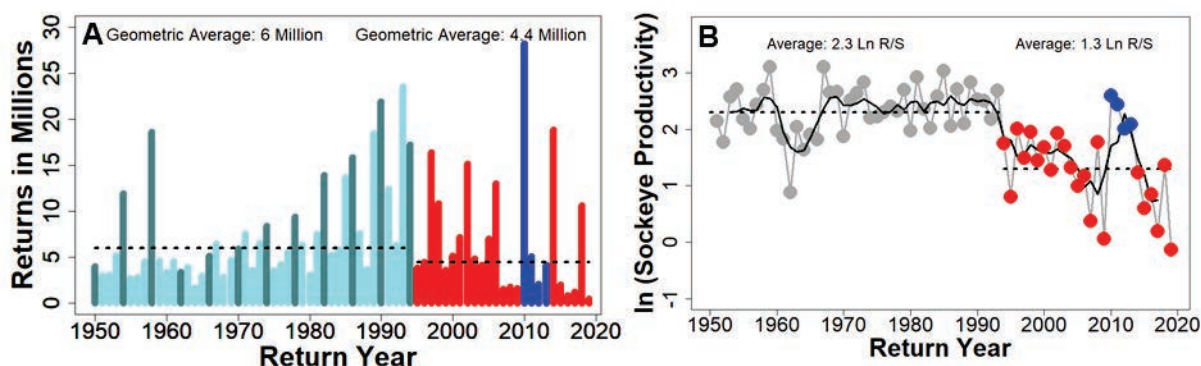 A
Geometric Average: 6 Million
Geometric Average: 4.4 Million
Returns in Millions
30
25
20
15
10
5
0
1950 1960 1970 1980 1990 2000 2010 2020
Return Year
B
Average: 2.3 Ln R/S
Average: 1.3 Ln R/S
ln (Sockeye Productivity)
3
2
1
0
-1
1950 1960 1970 1980 1990 2000 2010 2020
Return Year